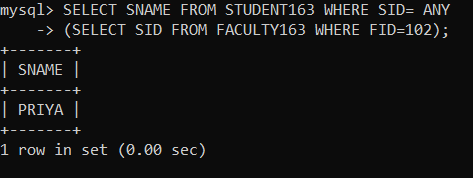 mysql> SELECT SNAME FROM STUDENT163 WHERE SID= ANY
    -> (SELECT SID FROM FACULTY163 WHERE FID=102);
+-------+
| SNAME |
+-------+
| PRIYA |
+-------+
1 row in set (0.00 sec)